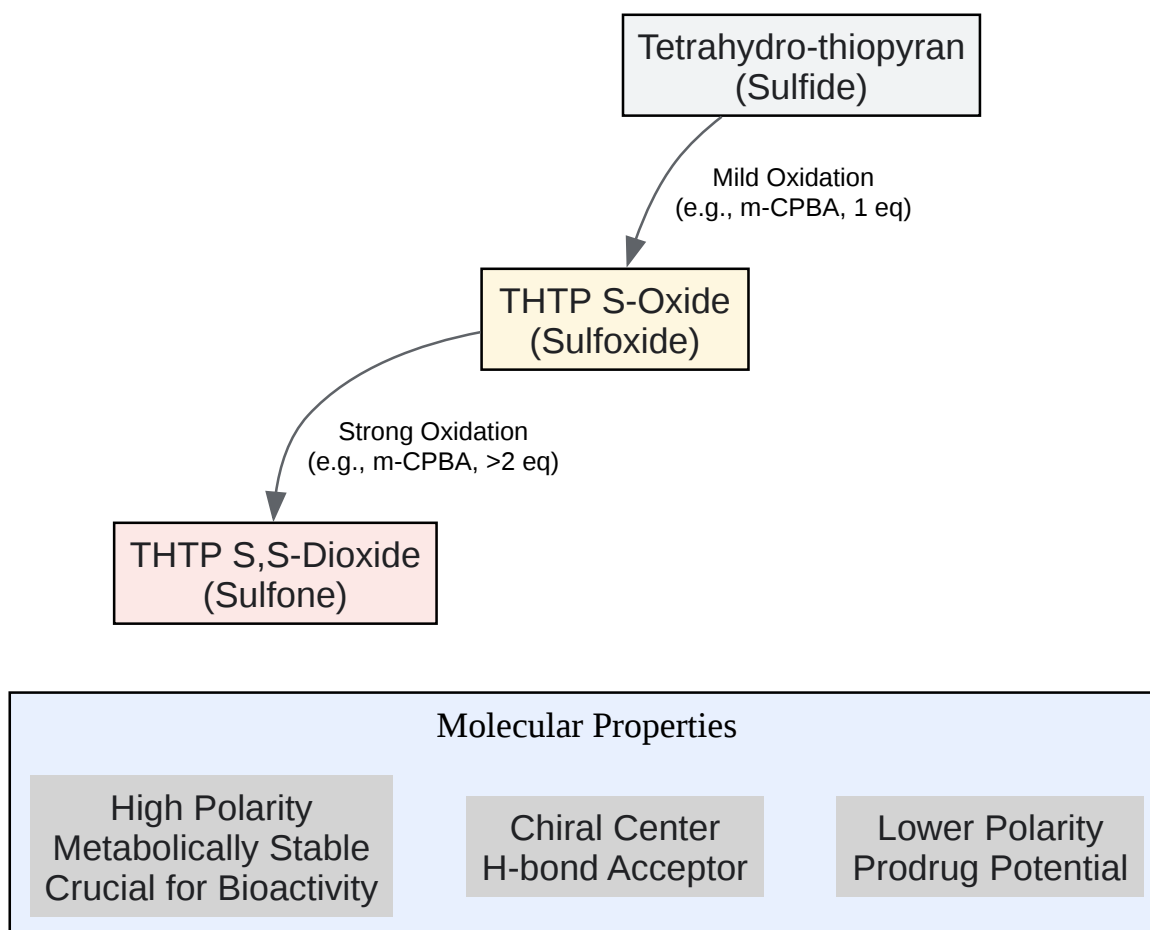 Tetrahydro-thiopyran
(Sulfide)
Mild Oxidation
(e.g., m-CPBA, 1 eq)
THTP S-Oxide
(Sulfoxide)
Strong Oxidation
(e.g., m-CPBA, >2 eq)
THTP S,S-Dioxide
(Sulfone)
Molecular Properties
High Polarity
Metabolically Stable
Crucial for Bioactivity
Chiral Center
H-bond Acceptor
Lower Polarity
Prodrug Potential